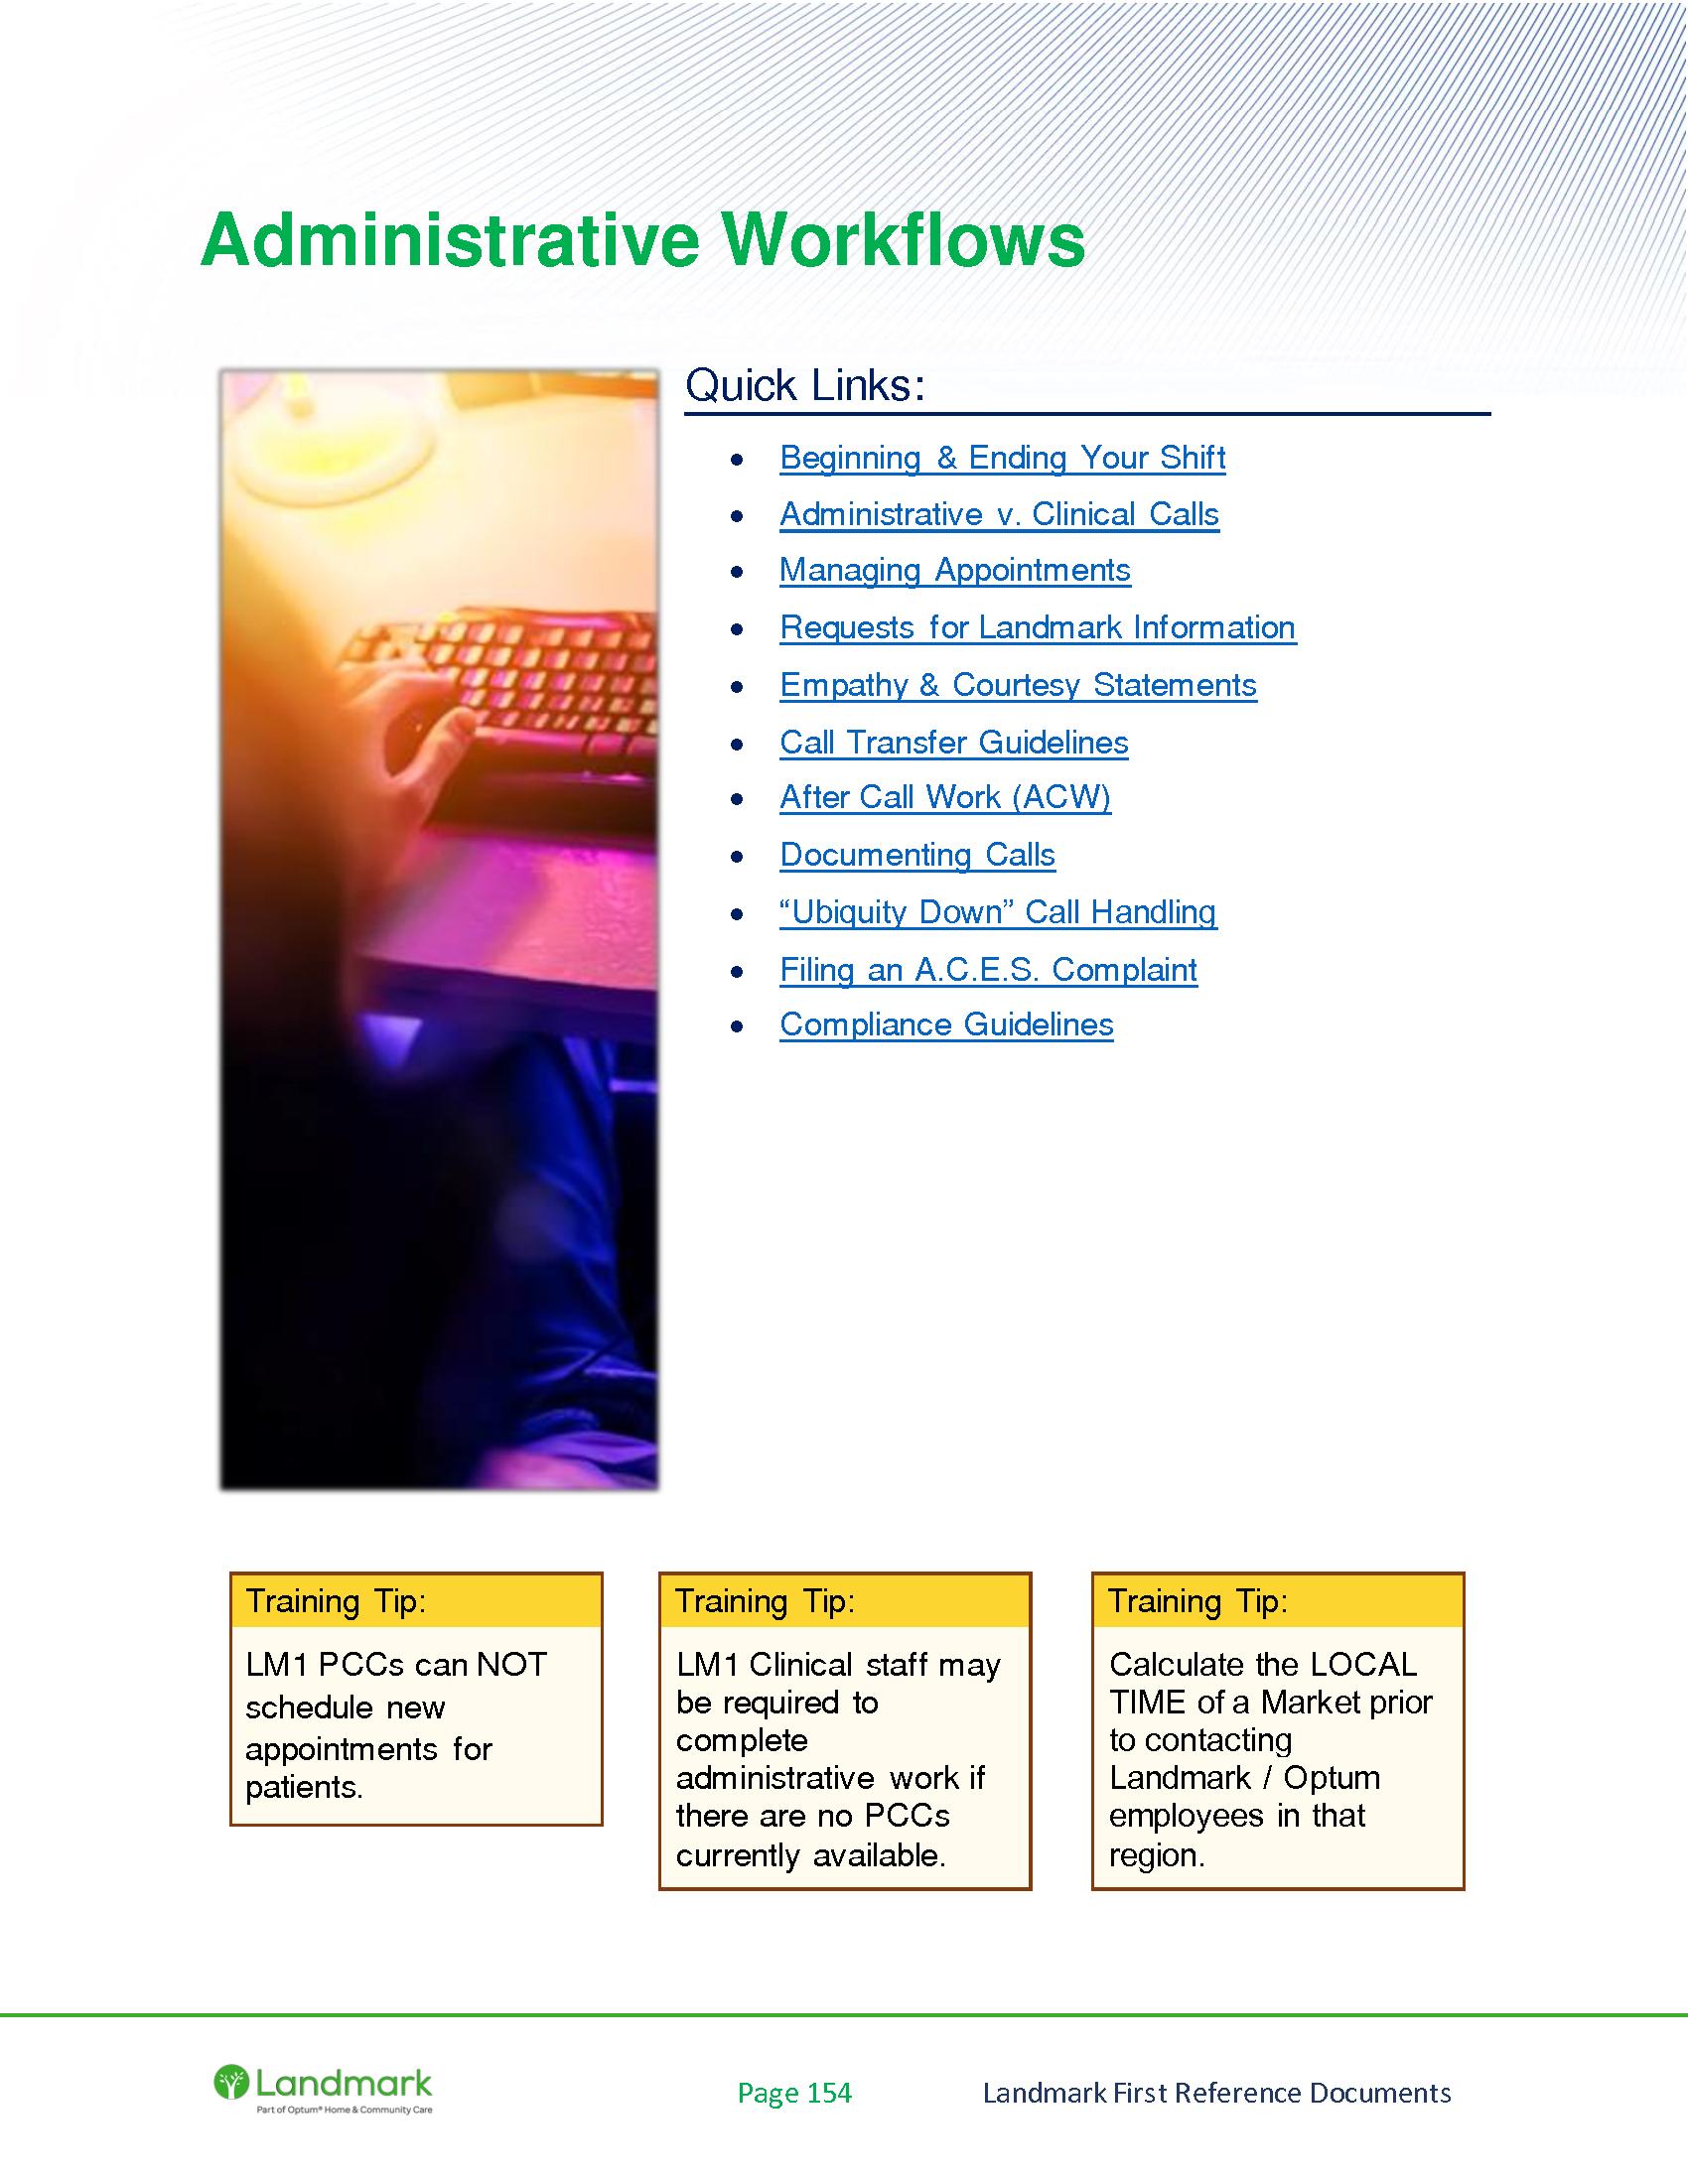 Administrative Workflows
Quick Links:
• Beginning & Ending Your Shift
• Administrative v. Clinical Calls
• Managing Appointments
• Requests for Landmark Information
• Empathy & Courtesy Statements
• Call Transfer Guidelines
• After Call Work (ACW)
• Documenting Calls
• “Ubiquity Down” Call Handling
• Filing an A.C.E.S. Complaint
• Compliance Guidelines
Training Tip:
LM1 PCCs can NOT
schedule new
appointments for
patients.
Training Tip:
LM1 Clinical staff may
be required to
complete
administrative work if
there are no PCCs
currently available.
Training Tip:
Calculate the LOCAL
TIME of a Market prior
to contacting
Landmark / Optum
employees in that
region.
Landmark
Part of Optum® Home & Community Care
Page 154
Landmark First Reference Documents